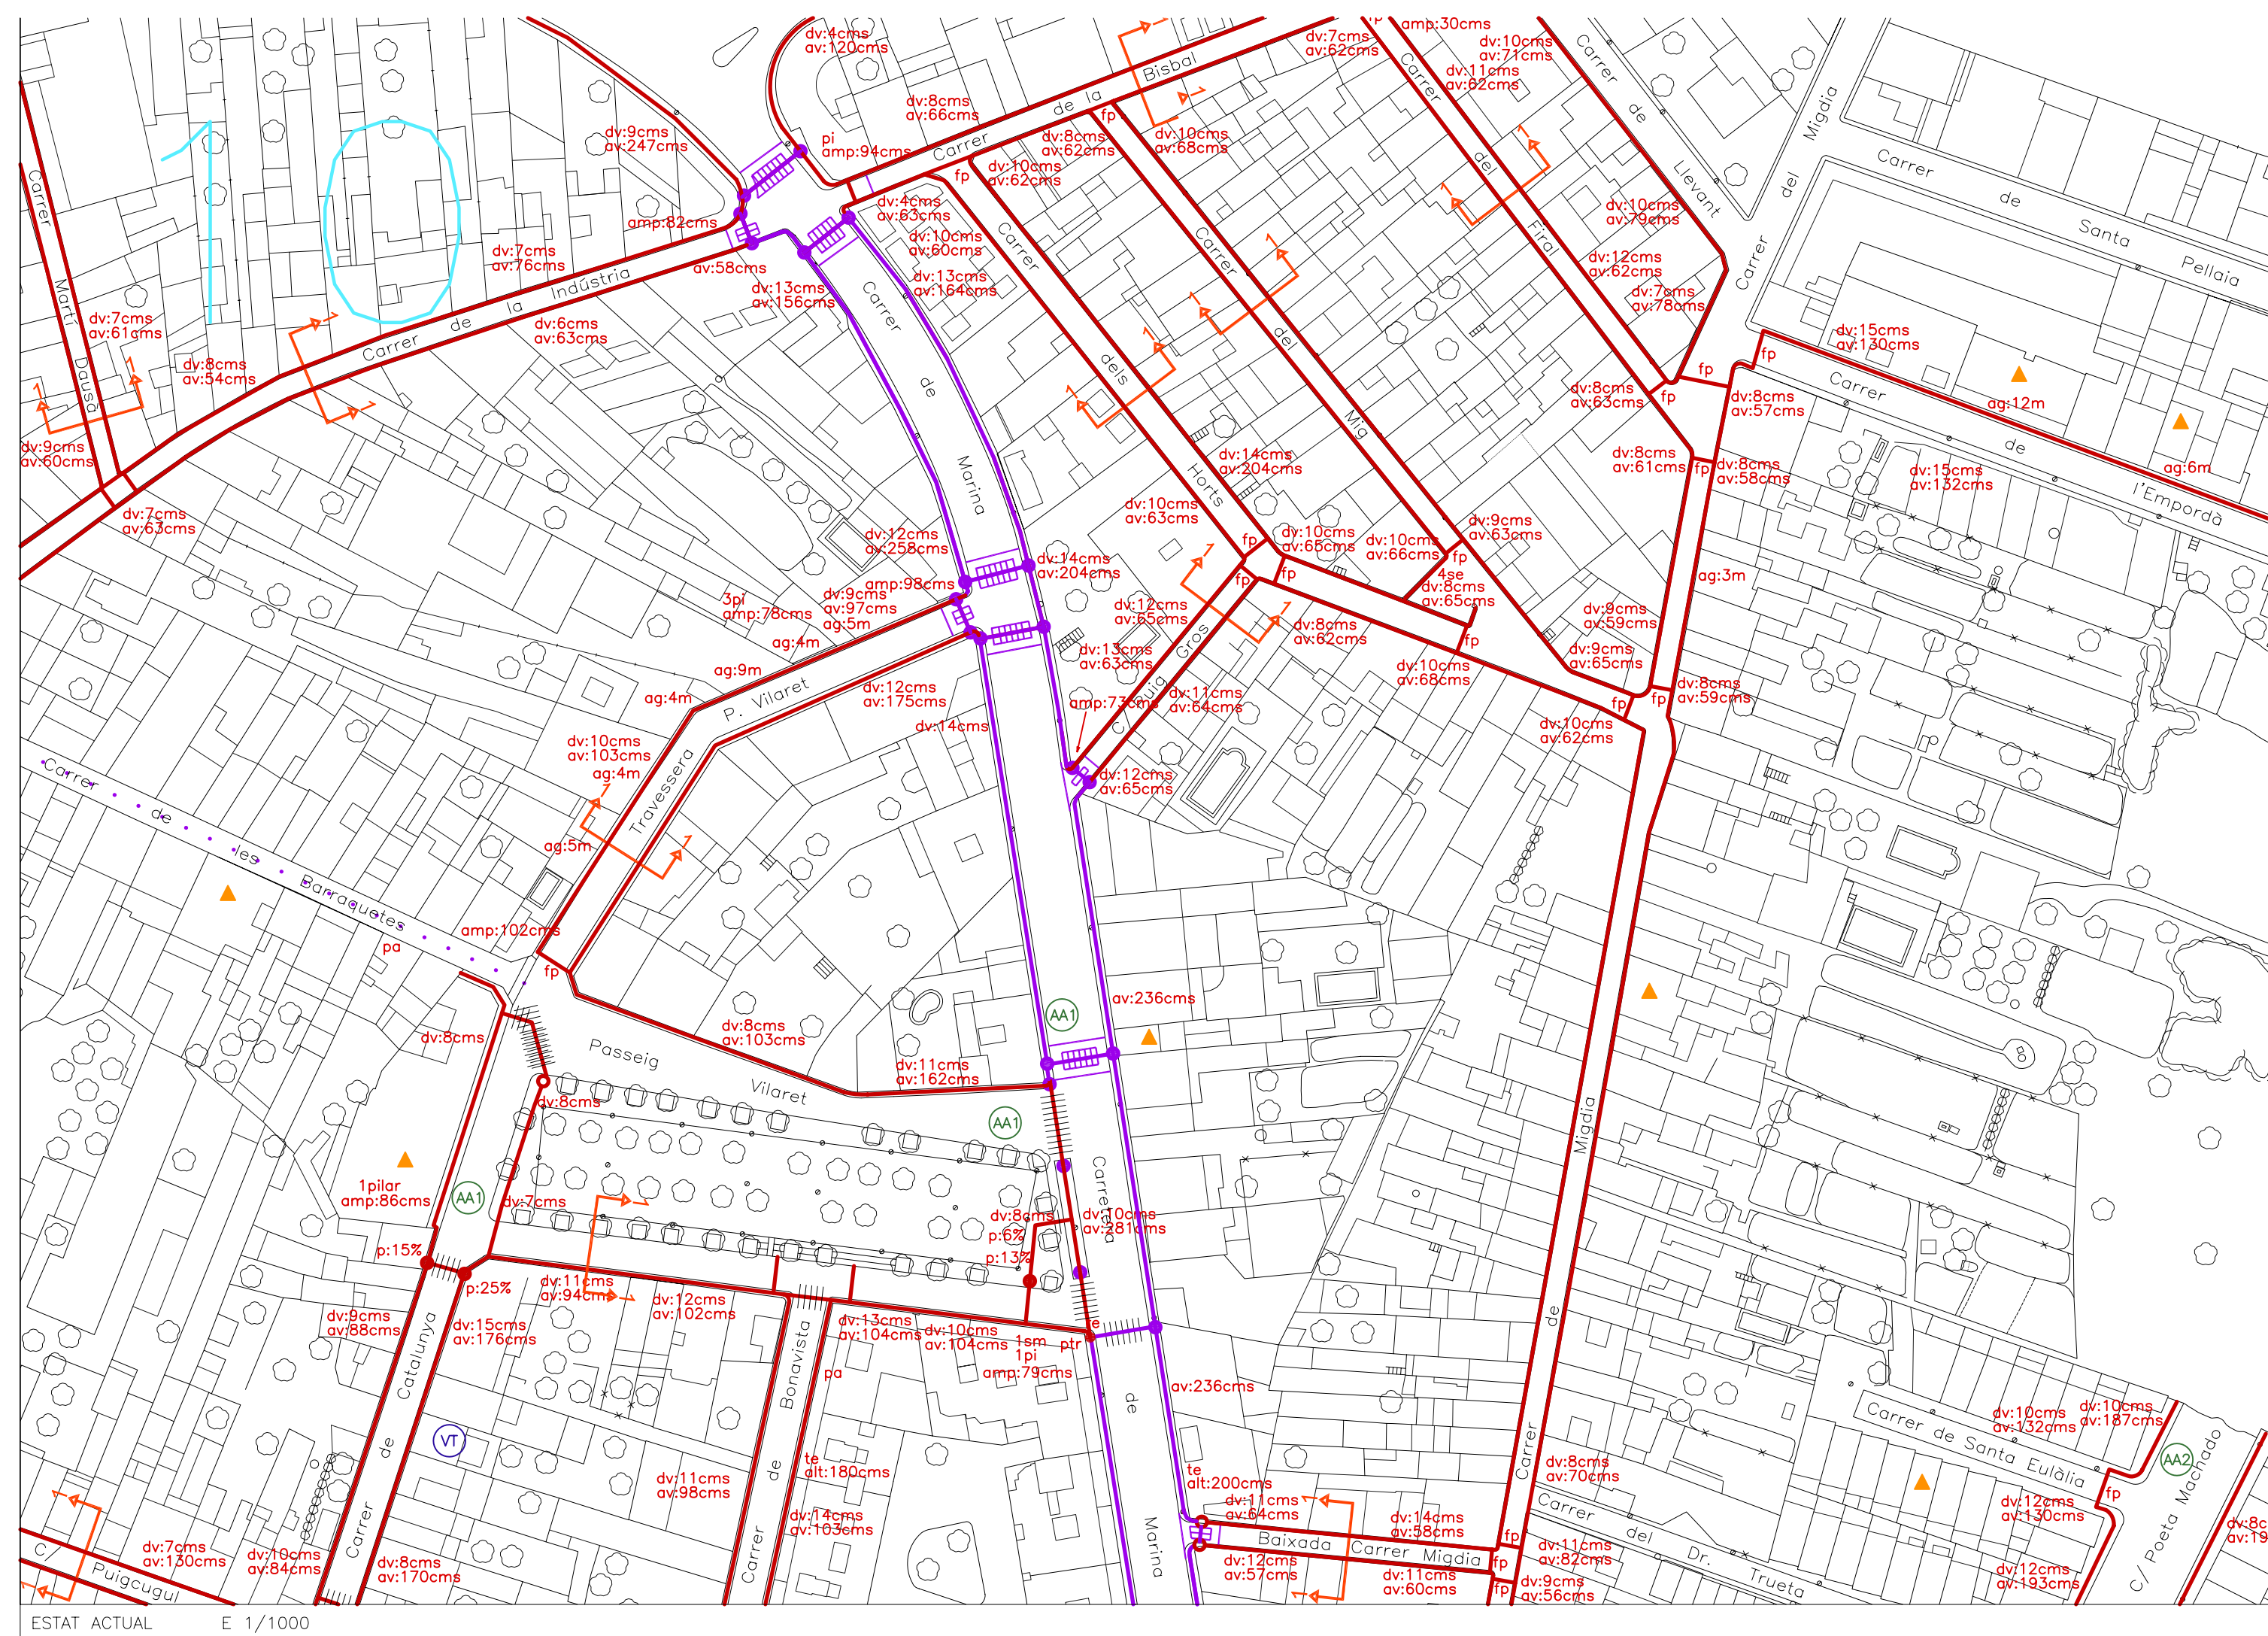 dv:4cms
av:120cms
fp
amp:30cms
dv:7cms
av:62cms
dv:10cms
av:71cms
dv:11cms
av:62cms
Carrer de Llevant
Carrer del Migdia
Carrer de la Bisbal
dv:8cms
av:66cms
dv:9cms
av:247cms
pi
amp:94cms
fp
dv:8cms
av:62cms
dv:10cms
av:68cms
Carrer del Firal
Carrer de Santa Pellaia
10
dv:10cms
av:62cms
fp
dv:4cms
av:63cms
amp:82cms
dv:10cms
av:60cms
dv:10cms
av:79cms
Carrer Martí Dausà
dv:7cms
av:76cms
av:58cms
dv:13cms
av:164cms
dv:13cms
av:156cms
dv:12cms
av:62cms
dv:7cms
av:78cms
Carrer de la Indústria
dv:7cms
av:61cms
dv:6cms
av:63cms
dv:8cms
av:54cms
Carrer de Marina
Carrer dels Horts
Carrer del Mig
dv:15cms
av:130cms
fp
fp
fp
dv:8cms
av:63cms
dv:8cms
av:57cms
Carrer de l'Empordà
ag:12m
ag:6m
dv:9cms
av:60cms
dv:7cms
av:63cms
dv:14cms
av:204cms
dv:8cms
av:61cms
fp
dv:8cms
av:58cms
dv:15cms
av:132cms
dv:10cms
av:63cms
dv:12cms
av:258cms
dv:14cms
av:204cms
fp
dv:10cms
av:65cms
dv:10cms
av:66cms
dv:9cms
av:63cms
fp
fp
fp
4se
dv:8cms
av:65cms
ag:3m
amp:98cms
dv:9cms
av:97cms
ag:5m
3pi
amp:78cms
ag:4m
ag:9m
ag:4m
dv:12cms
av:65cms
dv:13cms
av:63cms
C. Puig Gros
dv:8cms
av:62cms
fp
dv:9cms
av:59cms
dv:9cms
av:65cms
P. Vilaret
dv:12cms
av:175cms
dv:14cms
amp:73cms
dv:11cms
av:64cms
dv:10cms
av:68cms
dv:8cms
av:59cms
fp
fp
dv:10cms
av:62cms
dv:10cms
av:103cms
ag:4m
Travessera
ag:5m
dv:12cms
av:65cms
Carrer de les Barraquetes
pa
amp:102cms
fp
dv:8cms
dv:8cms
av:103cms
AA1
av:236cms
Passeig Vilaret
dv:11cms
av:162cms
dv:8cms
AA1
1pilar
amp:86cms
AA1
dv:7cms
dv:8cms
p:6%
p:13%
dv:10cms
av:281cms
Carretera de Marina
Carrer de Migdia
p:15%
p:25%
dv:11cms
av:94cms
dv:12cms
av:102cms
dv:9cms
av:88cms
dv:15cms
av:176cms
dv:13cms
av:104cms
dv:10cms
av:104cms
1sm
1pi
amp:79cms
ptr
te
pa
av:236cms
Carrer de Catalunya
Carrer de Bonavista
VT
te
alt:180cms
dv:11cms
av:98cms
dv:14cms
av:103cms
te
alt:200cms
dv:11cms
av:64cms
dv:14cms
av:58cms
dv:8cms
av:70cms
Carrer de Santa Eulàlia
dv:10cms
av:132cms
dv:10cms
av:187cms
AA2
fp
C/ Poeta Machado
dv:12cms
av:130cms
dv:8c
av:19
Baixada Carrer Migdia
fp
fp
fp
dv:11cms
av:82cms
Carrer del Dr. Trueta
dv:12cms
av:193cms
dv:12cms
av:57cms
dv:11cms
av:60cms
dv:9cms
av:56cms
C/ Puigcugul
dv:7cms
av:130cms
dv:10cms
av:84cms
dv:8cms
av:170cms
ESTAT ACTUAL E 1/1000